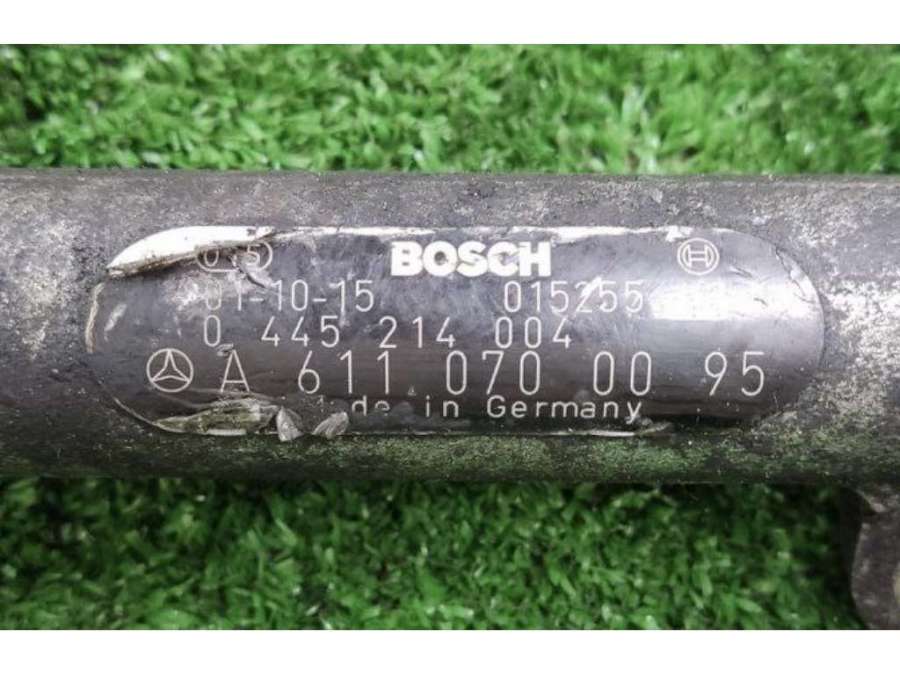 BOSCH
01-10-15 015255
0 445 214 004
A 611 070 00 95
Made in Germany